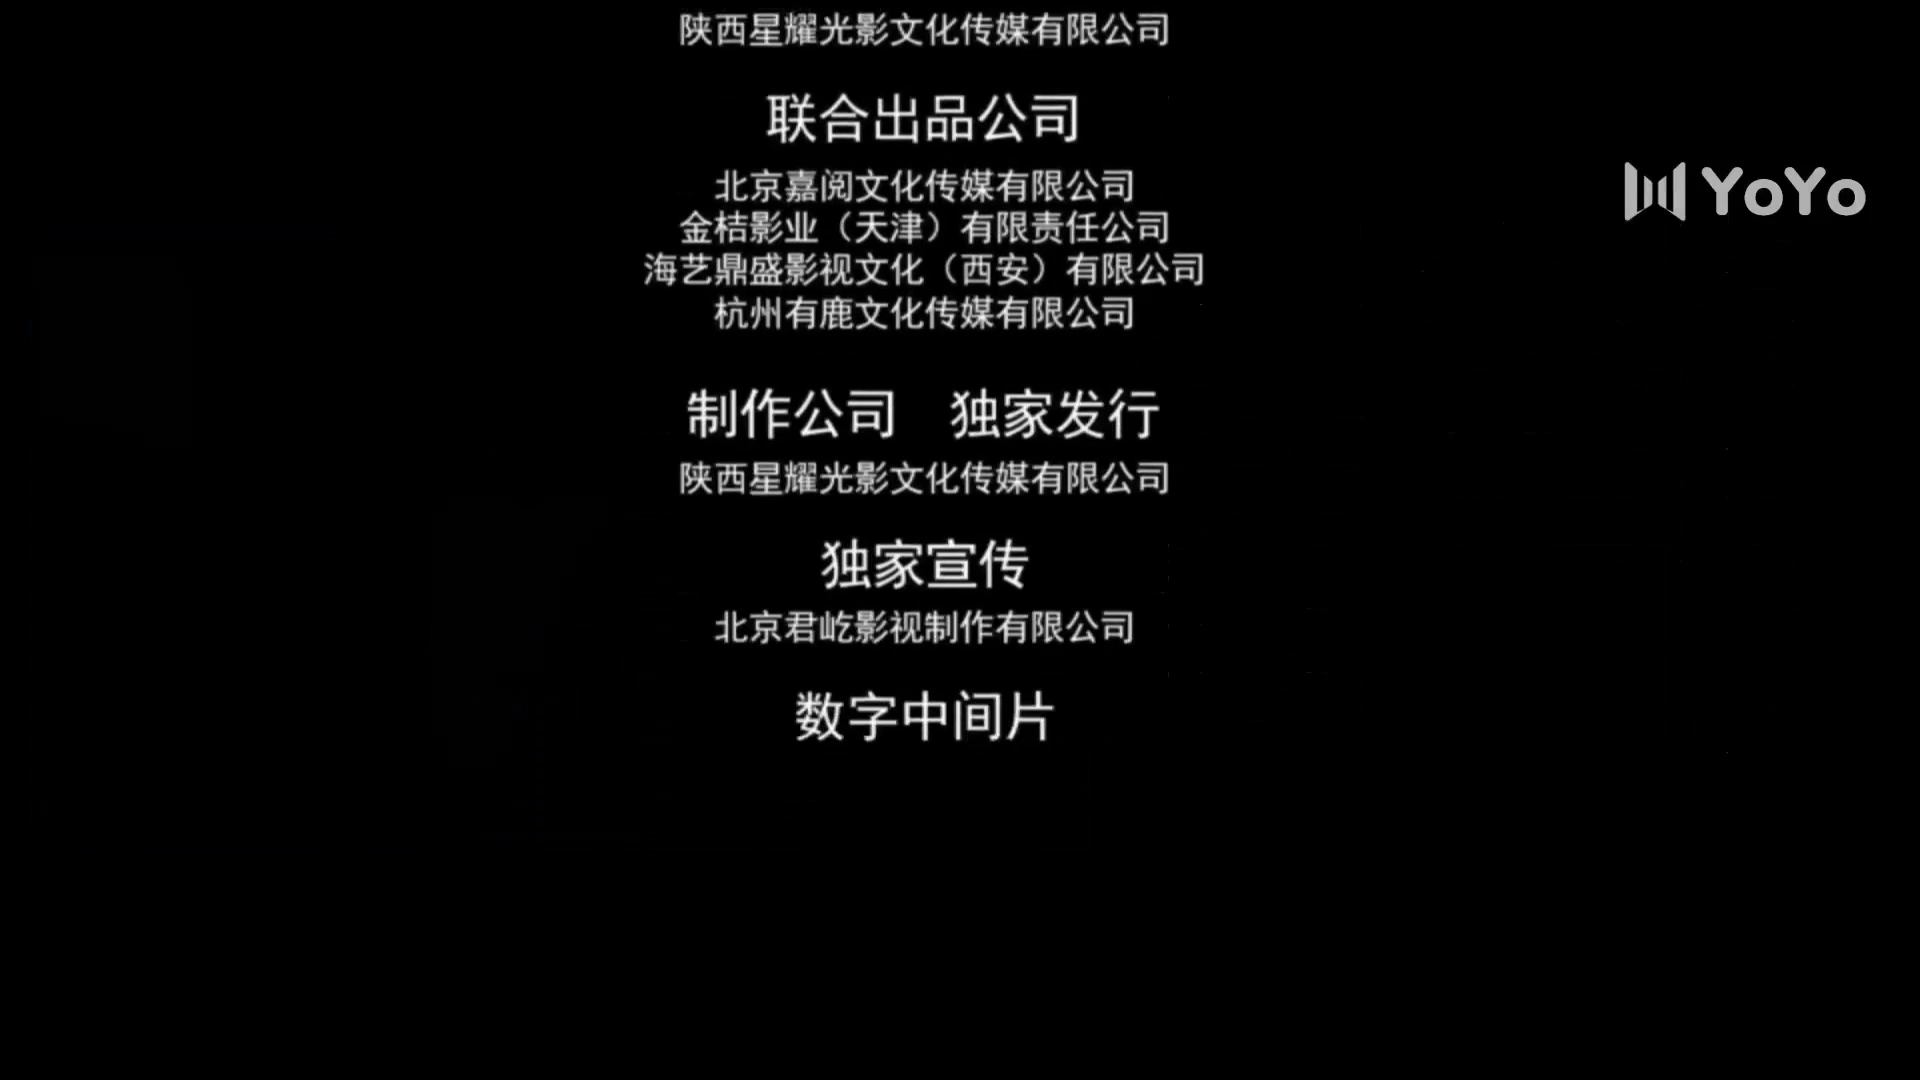 陕西星耀光影文化传媒有限公司
联合出品公司
北京嘉阅文化传媒有限公司
金桔影业（天津）有限责任公司
海艺鼎盛影视文化（西安）有限公司
杭州有鹿文化传媒有限公司
制作公司 独家发行
陕西星耀光影文化传媒有限公司
独家宣传
北京君屹影视制作有限公司
数字中间片
YoYo